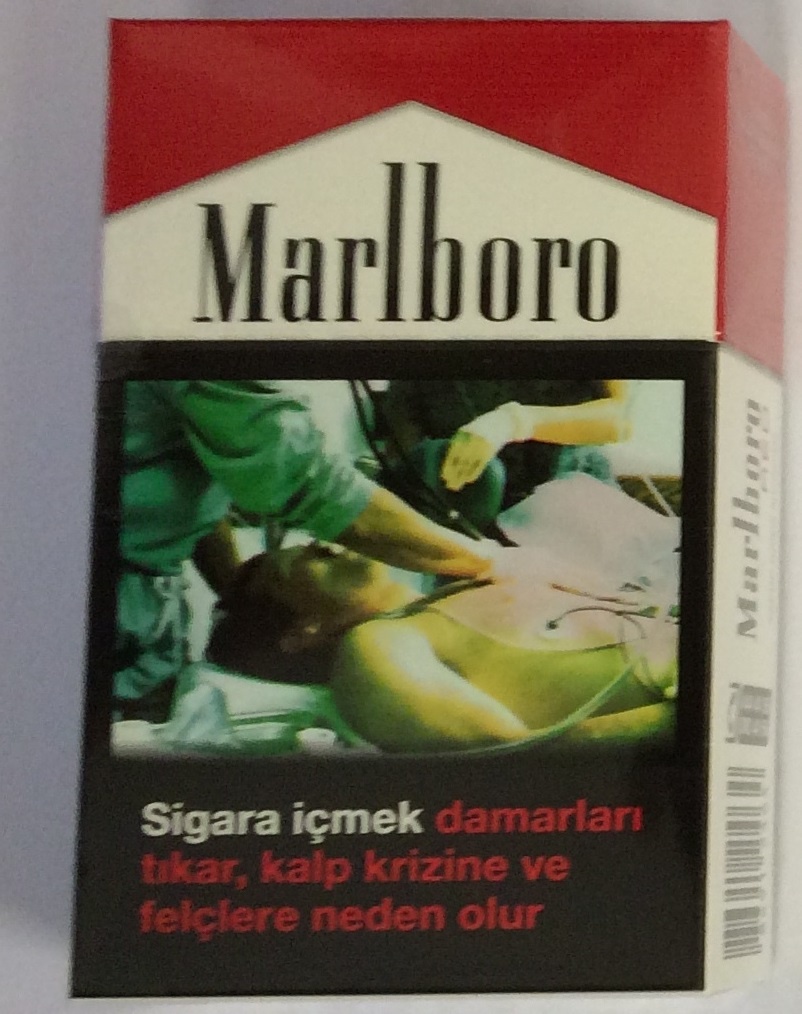 Marlboro
Sigara içmek damarları
tıkar, kalp krizine ve
felçlere neden olur
Marlboro